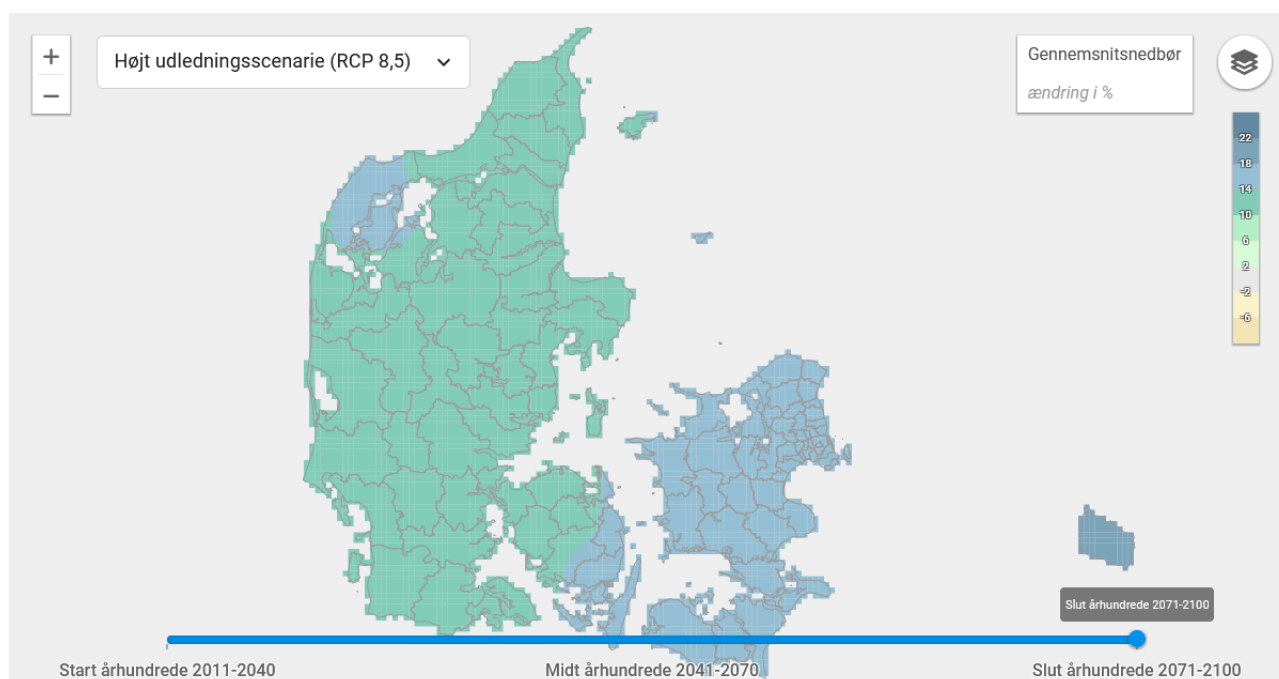 +
−
Højt udledningsscenarie (RCP 8,5)
Gennemsnitsnedbør
ændring i %
22
18
14
10
6
2
-2
-6
Slut århundrede 2071-2100
Start århundrede 2011-2040
Midt århundrede 2041-2070
Slut århundrede 2071-2100